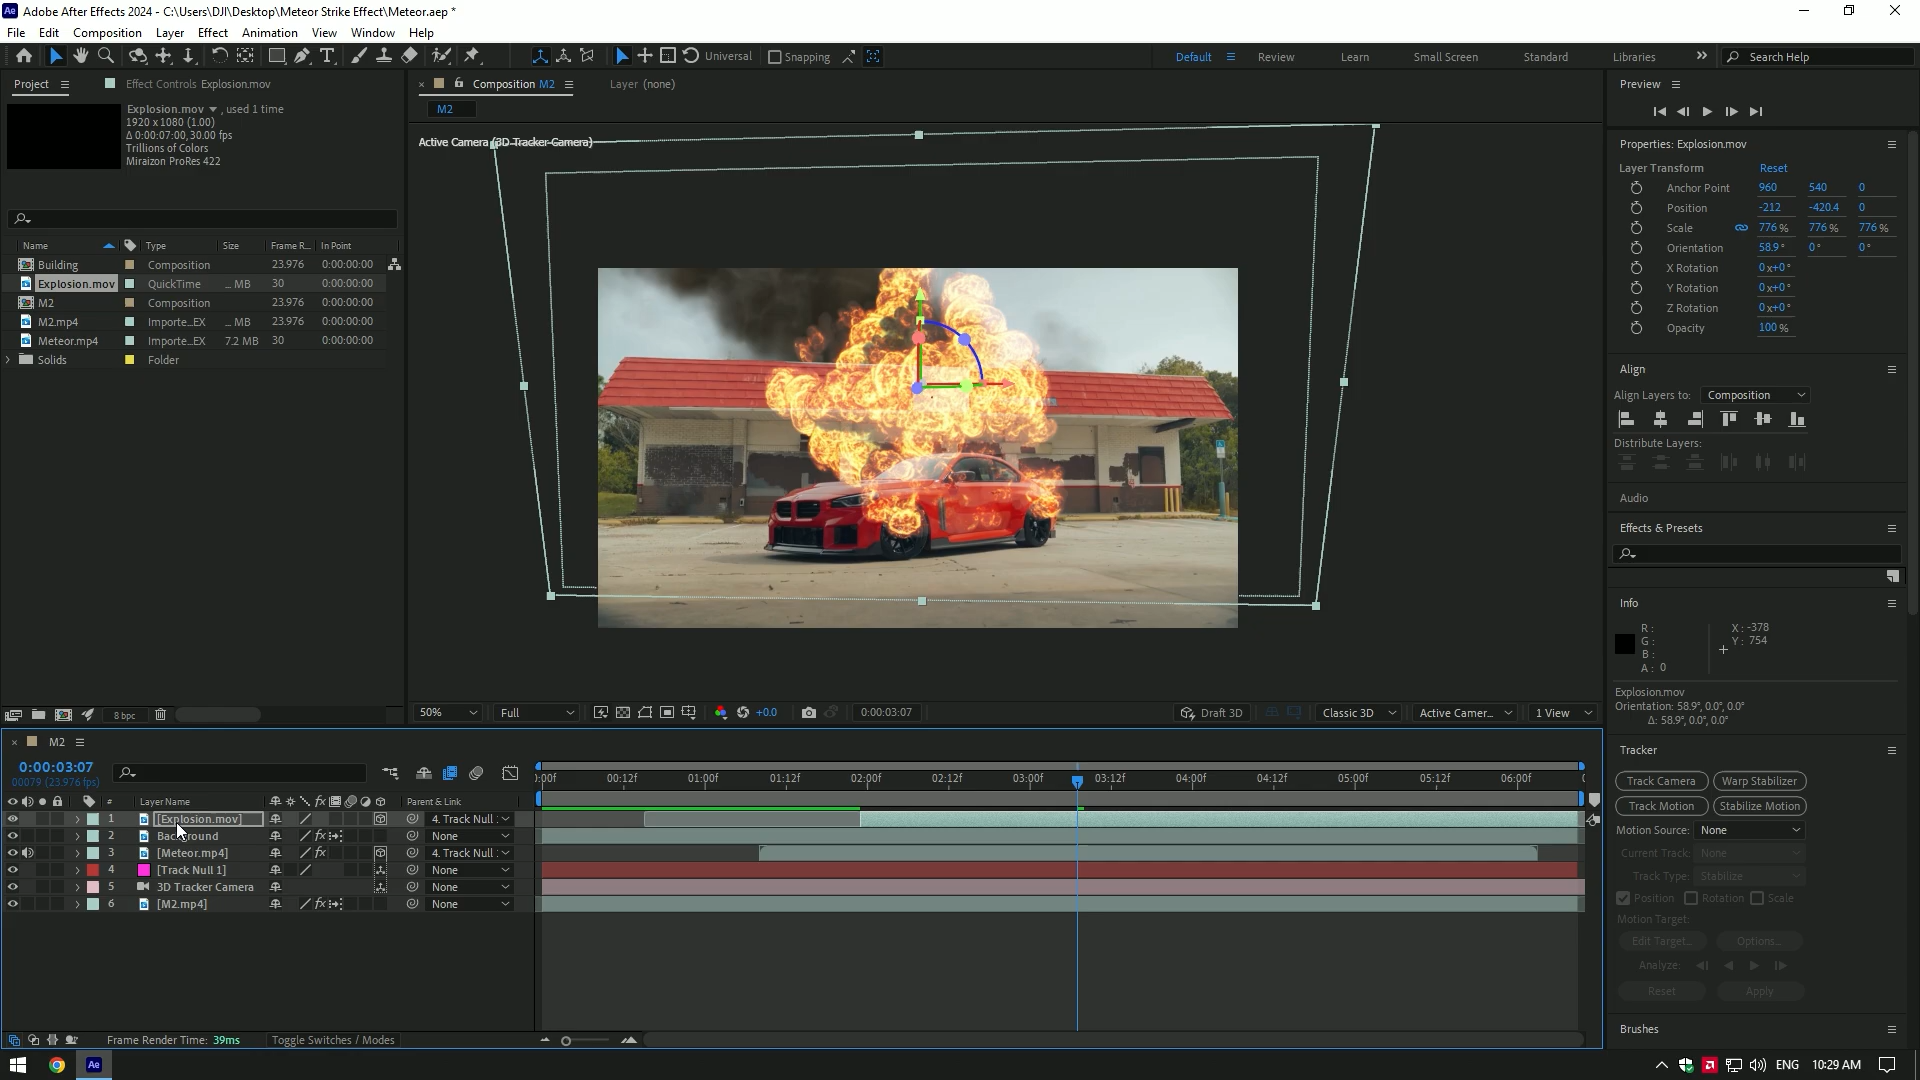 Adobe After Effects 2024 - C:\Users\DJI\Desktop\Meteor Strike Effect\Meteor.aep *
File Edit Composition Layer Effect Animation View Window Help
Universal Snapping Default Review Learn Small Screen Standard Libraries Search Help
Project Effect Controls Explosion.mov
Explosion.mov , used 1 time
1920 x 1080 (1.00)
Δ 0:00:07:00, 30.00 fps
Trillions of Colors
Miraizon ProRes 422
Name Type Size Frame R... In Point
Building Composition 23.976 0:00:00:00
Explosion.mov QuickTime ... MB 30 0:00:00:00
M2 Composition 23.976 0:00:00:00
M2.mp4 Importe...EX ... MB 23.976 0:00:00:00
Meteor.mp4 Importe...EX 7.2 MB 30 0:00:00:00
Solids Folder
8 bpc
Composition M2 Layer (none)
M2
Active Camera (3D Tracker Camera)
50% Full +0.0 0:00:03:07 Draft 3D Classic 3D Active Camer... 1 View
Preview
Properties: Explosion.mov
Layer Transform Reset
Anchor Point 960 540 0
Position -212 -420.4 0
Scale 776 % 776 % 776 %
Orientation 58.9° 0° 0°
X Rotation 0x+0°
Y Rotation 0x+0°
Z Rotation 0x+0°
Opacity 100 %
Align
Align Layers to: Composition
Distribute Layers:
Audio
Effects & Presets
Info
R: X: -378
G: Y: 754
B:
A: 0
Explosion.mov
Orientation: 58.9°, 0.0°, 0.0°
Δ: 58.9°, 0.0°, 0.0°
Tracker
Track Camera Warp Stabilizer
Track Motion Stabilize Motion
Motion Source: None
Current Track: None
Track Type: Stabilize
Position Rotation Scale
Motion Target:
Edit Target... Options...
Analyze:
Reset Apply
Brushes
M2
0:00:03:07
00079 (23.976 fps)
:00f 00:12f 01:00f 01:12f 02:00f 02:12f 03:00f 03:12f 04:00f 04:12f 05:00f 05:12f 06:00f
# Layer Name Parent & Link
1 [Explosion.mov] 4. Track Null :
2 Background None
3 [Meteor.mp4] 4. Track Null :
4 [Track Null 1] None
5 3D Tracker Camera None
6 [M2.mp4] None
Frame Render Time: 39ms Toggle Switches / Modes
ENG 10:29 AM